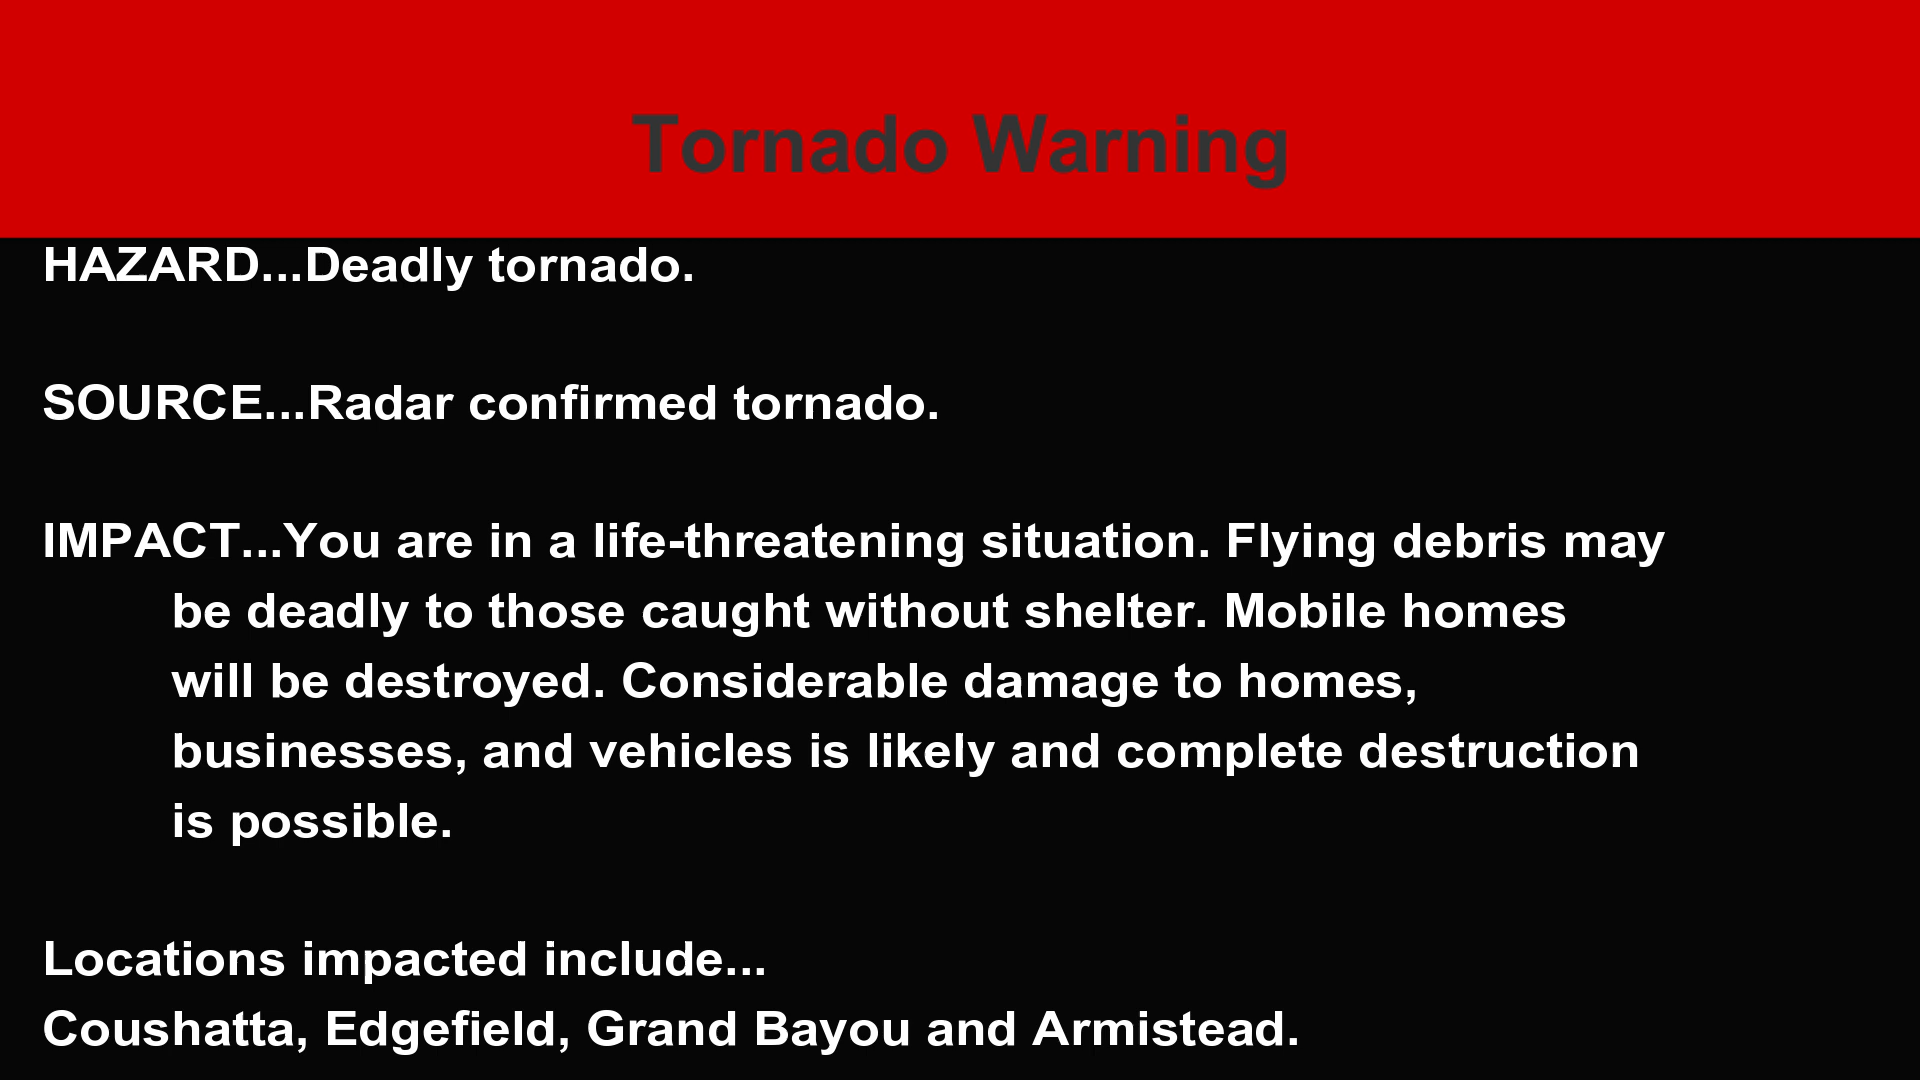 Tornado Warning
HAZARD...Deadly tornado.
SOURCE...Radar confirmed tornado.
IMPACT...You are in a life-threatening situation. Flying debris may
be deadly to those caught without shelter. Mobile homes
will be destroyed. Considerable damage to homes,
businesses, and vehicles is likely and complete destruction
is possible.
Locations impacted include...
Coushatta, Edgefield, Grand Bayou and Armistead.